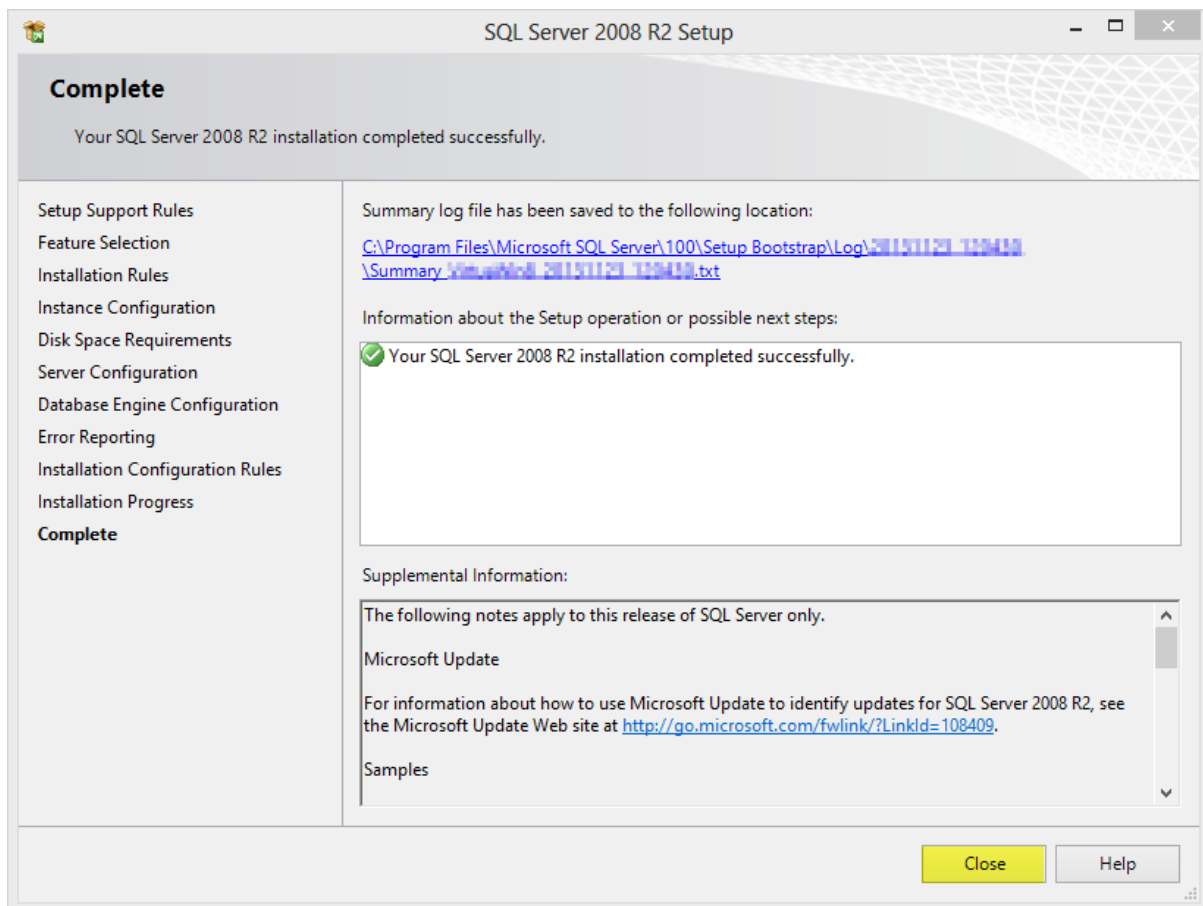 SQL Server 2008 R2 Setup
Complete
Your SQL Server 2008 R2 installation completed successfully.
Setup Support Rules
Feature Selection
Installation Rules
Instance Configuration
Disk Space Requirements
Server Configuration
Database Engine Configuration
Error Reporting
Installation Configuration Rules
Installation Progress
Complete
Summary log file has been saved to the following location:
C:\Program Files\Microsoft SQL Server\100\Setup Bootstrap\Log\
\Summary .txt
Information about the Setup operation or possible next steps:
Your SQL Server 2008 R2 installation completed successfully.
Supplemental Information:
The following notes apply to this release of SQL Server only.
Microsoft Update
For information about how to use Microsoft Update to identify updates for SQL Server 2008 R2, see
the Microsoft Update Web site at http://go.microsoft.com/fwlink/?LinkId=108409.
Samples
Close Help